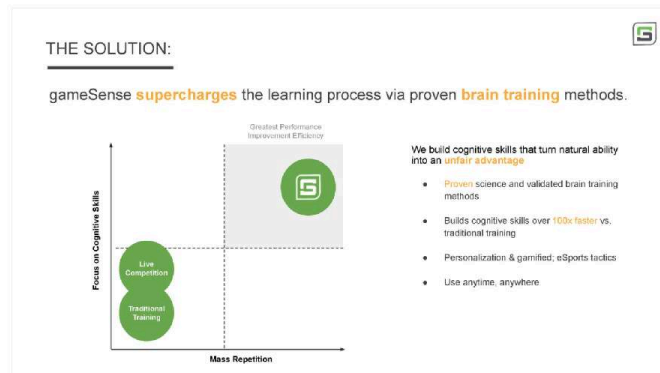 THE SOLUTION:
gameSense supercharges the learning process via proven brain training methods.
Greatest Performance
Improvement Efficiency
Focus on Cognitive Skills
Live
Competition
Traditional
Training
Mass Repetition
We build cognitive skills that turn natural ability
into an unfair advantage
● Proven science and validated brain training
methods
● Builds cognitive skills over 100x faster vs.
traditional training
● Personalization & gamified; eSports tactics
● Use anytime, anywhere